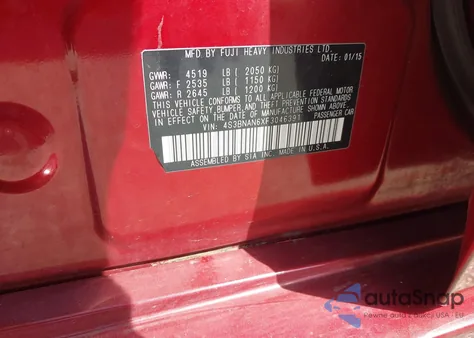 MFD. BY FUJI HEAVY INDUSTRIES LTD.
DATE: 01/15
GVWR: 4519 LB ( 2050 KG)
GAWR: F 2535 LB ( 1150 KG)
GAWR: R 2645 LB ( 1200 KG)
THIS VEHICLE CONFORMS TO ALL APPLICABLE FEDERAL MOTOR
VEHICLE SAFETY, BUMPER AND THEFT PREVENTION STANDARDS
IN EFFECT ON THE DATE OF MANUFACTURE SHOWN ABOVE.
VIN: 4S3BNAN6XF3046391 PASSENGER CAR
ASSEMBLED BY SIA INC. MADE IN U.S.A.
autoSnap